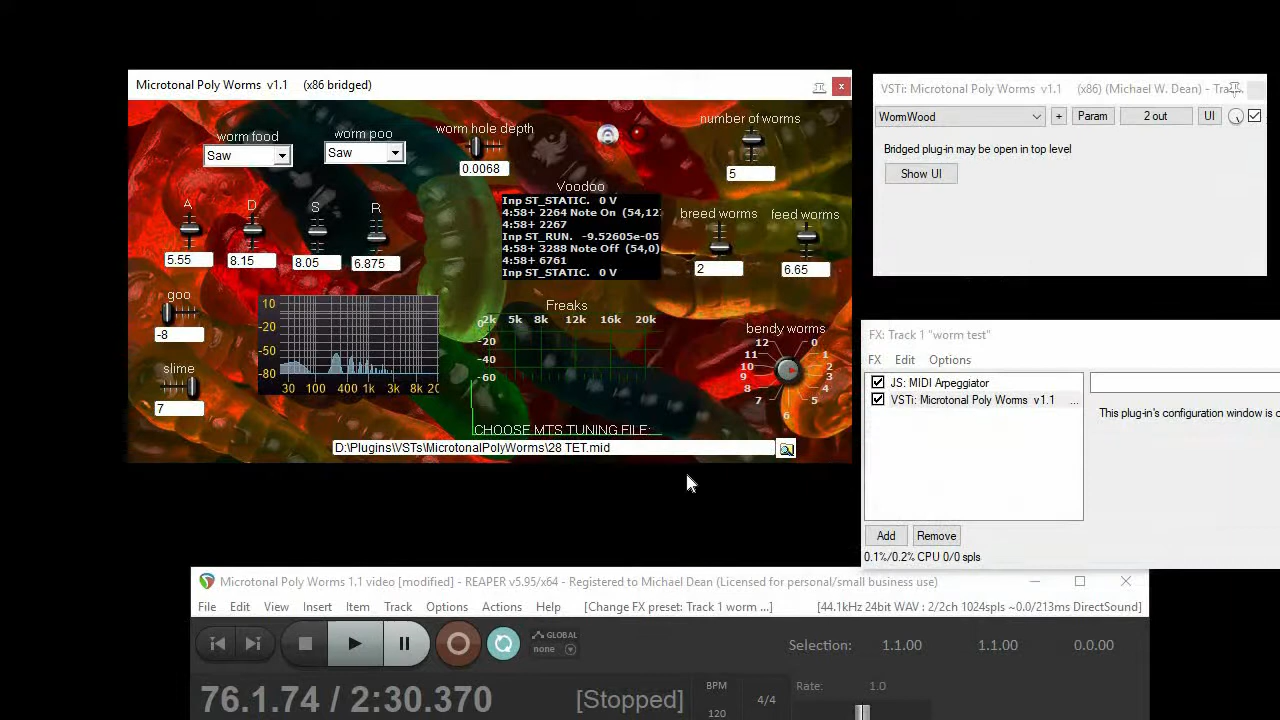 Microtonal Poly Worms v1.1 (x86 bridged)
worm food
Saw
worm poo
Saw
worm hole depth
0.0068
number of worms
5
A
5.55
D
8.15
S
8.05
R
6.875
Voodoo
Inp ST_STATIC. 0 V
4:58+ 2264 Note On (54,12
4:58+ 2267
Inp ST_RUN. -9.52605e-05
4:58+ 3288 Note Off (54,0)
4:58+ 6761
Inp ST_STATIC. 0 V
breed worms
2
feed worms
6.65
goo
-8
slime
7
10
-20
-50
-80
30 100 400 1k 3k 8k 20
Freaks
2k 5k 8k 12k 16k 20k
0
-20
-40
-60
bendy worms
12 0
11 1
10 2
9 3
8 4
7 5
6
CHOOSE MTS TUNING FILE:
D:\Plugins\VSTs\MicrotonalPolyWorms\28 TET.mid
VSTi: Microtonal Poly Worms v1.1 (x86) (Michael W. Dean) - Tra
WormWood
+
Param
2 out
UI
Bridged plug-in may be open in top level
Show UI
FX: Track 1 "worm test"
FX Edit Options
JS: MIDI Arpeggiator
VSTi: Microtonal Poly Worms v1.1 ...
This plug-in's configuration window is c
Add
Remove
0.1%/0.2% CPU 0/0 spls
Microtonal Poly Worms 1.1 video [modified] - REAPER v5.95/x64 - Registered to Michael Dean (Licensed for personal/small business use)
File Edit View Insert Item Track Options Actions Help [Change FX preset: Track 1 worm ...] [44.1kHz 24bit WAV : 2/2ch 1024spls ~0.0/213ms DirectSound]
GLOBAL
none
Selection: 1.1.00 1.1.00 0.0.00
76.1.74 / 2:30.370 [Stopped]
BPM
120
4/4
Rate: 1.0